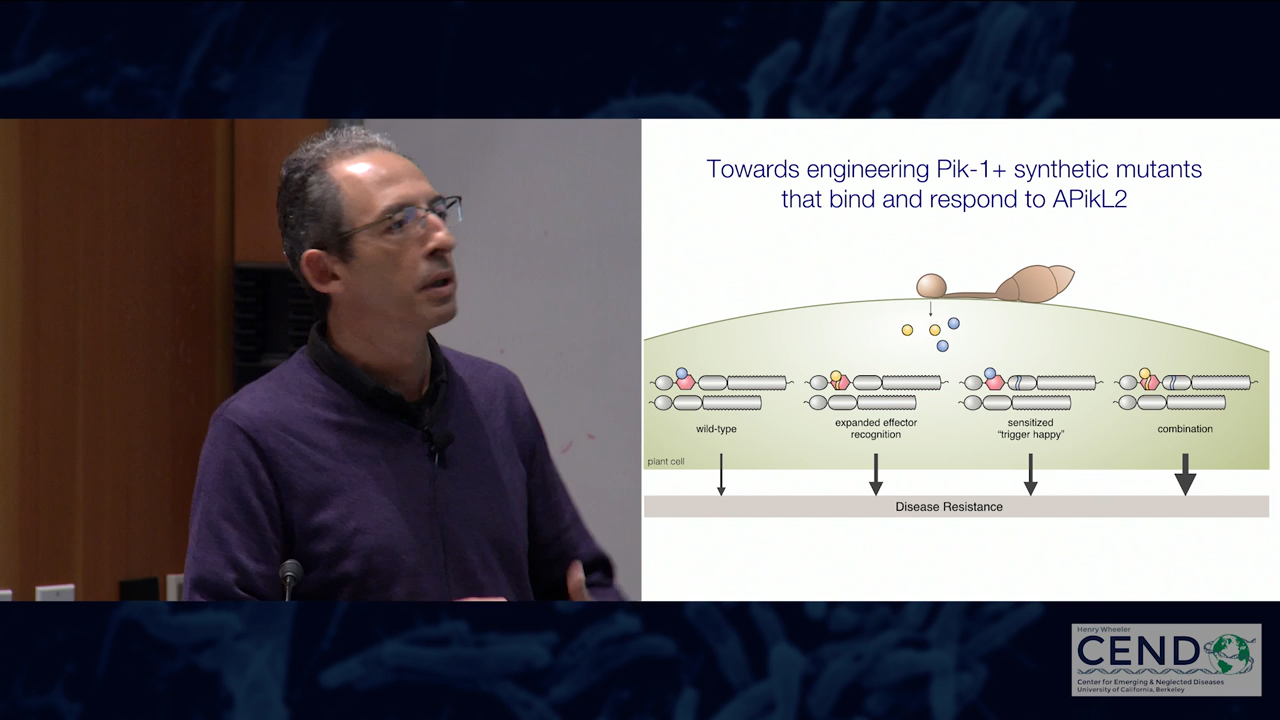 Towards engineering Pik-1+ synthetic mutants
that bind and respond to APikL2
wild-type
expanded effector
recognition
sensitized
"trigger happy"
combination
plant cell
Disease Resistance
Henry Wheeler
CEND
Center for Emerging & Neglected Diseases
University of California, Berkeley